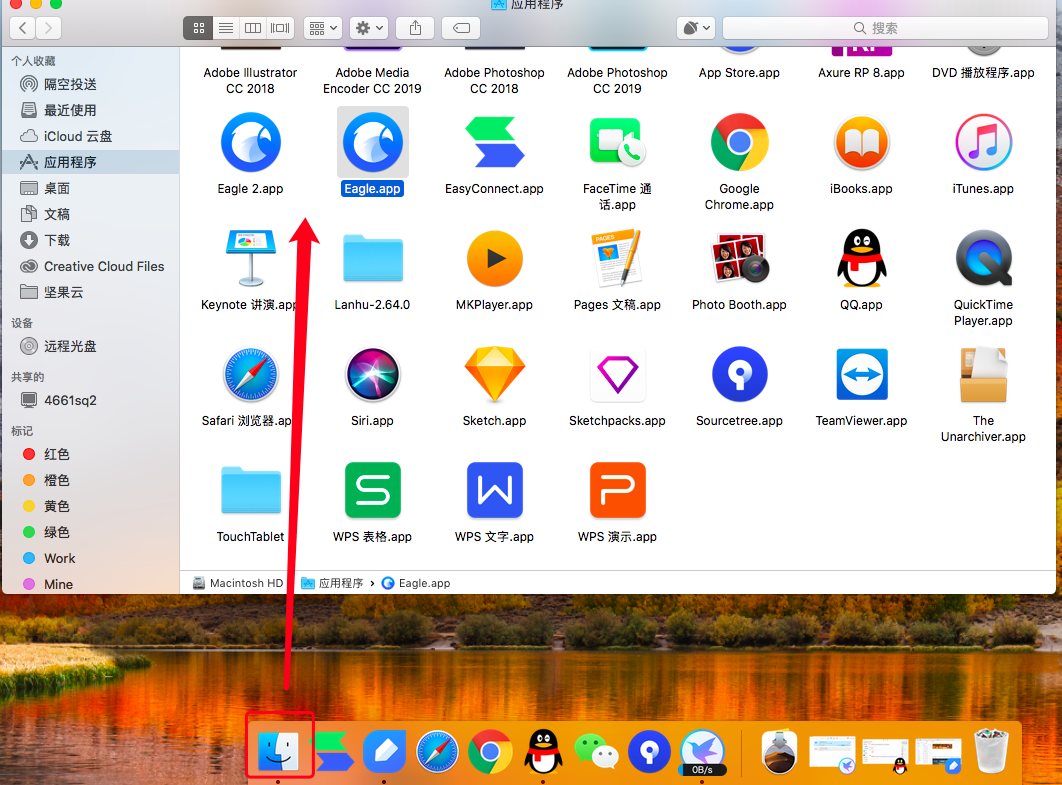 应用程序
搜索
个人收藏
隔空投送
最近使用
iCloud 云盘
应用程序
桌面
文稿
下载
Creative Cloud Files
坚果云
设备
远程光盘
共享的
4661sq2
标记
红色
橙色
黄色
绿色
Work
Mine
Adobe Illustrator
CC 2018
Adobe Media
Encoder CC 2019
Adobe Photoshop
CC 2018
Adobe Photoshop
CC 2019
App Store.app
Axure RP 8.app
DVD 播放程序.app
Eagle 2.app
Eagle.app
EasyConnect.app
FaceTime 通
话.app
Google
Chrome.app
iBooks.app
iTunes.app
Keynote 讲演.app
Lanhu-2.64.0
MKPlayer.app
PAGES
Pages 文稿.app
Photo Booth.app
QQ.app
QuickTime
Player.app
Safari 浏览器.app
Siri.app
Sketch.app
Sketchpacks.app
Sourcetree.app
TeamViewer.app
The
Unarchiver.app
TouchTablet
WPS 表格.app
WPS 文字.app
WPS 演示.app
Macintosh HD
应用程序 › Eagle.app
0B/s